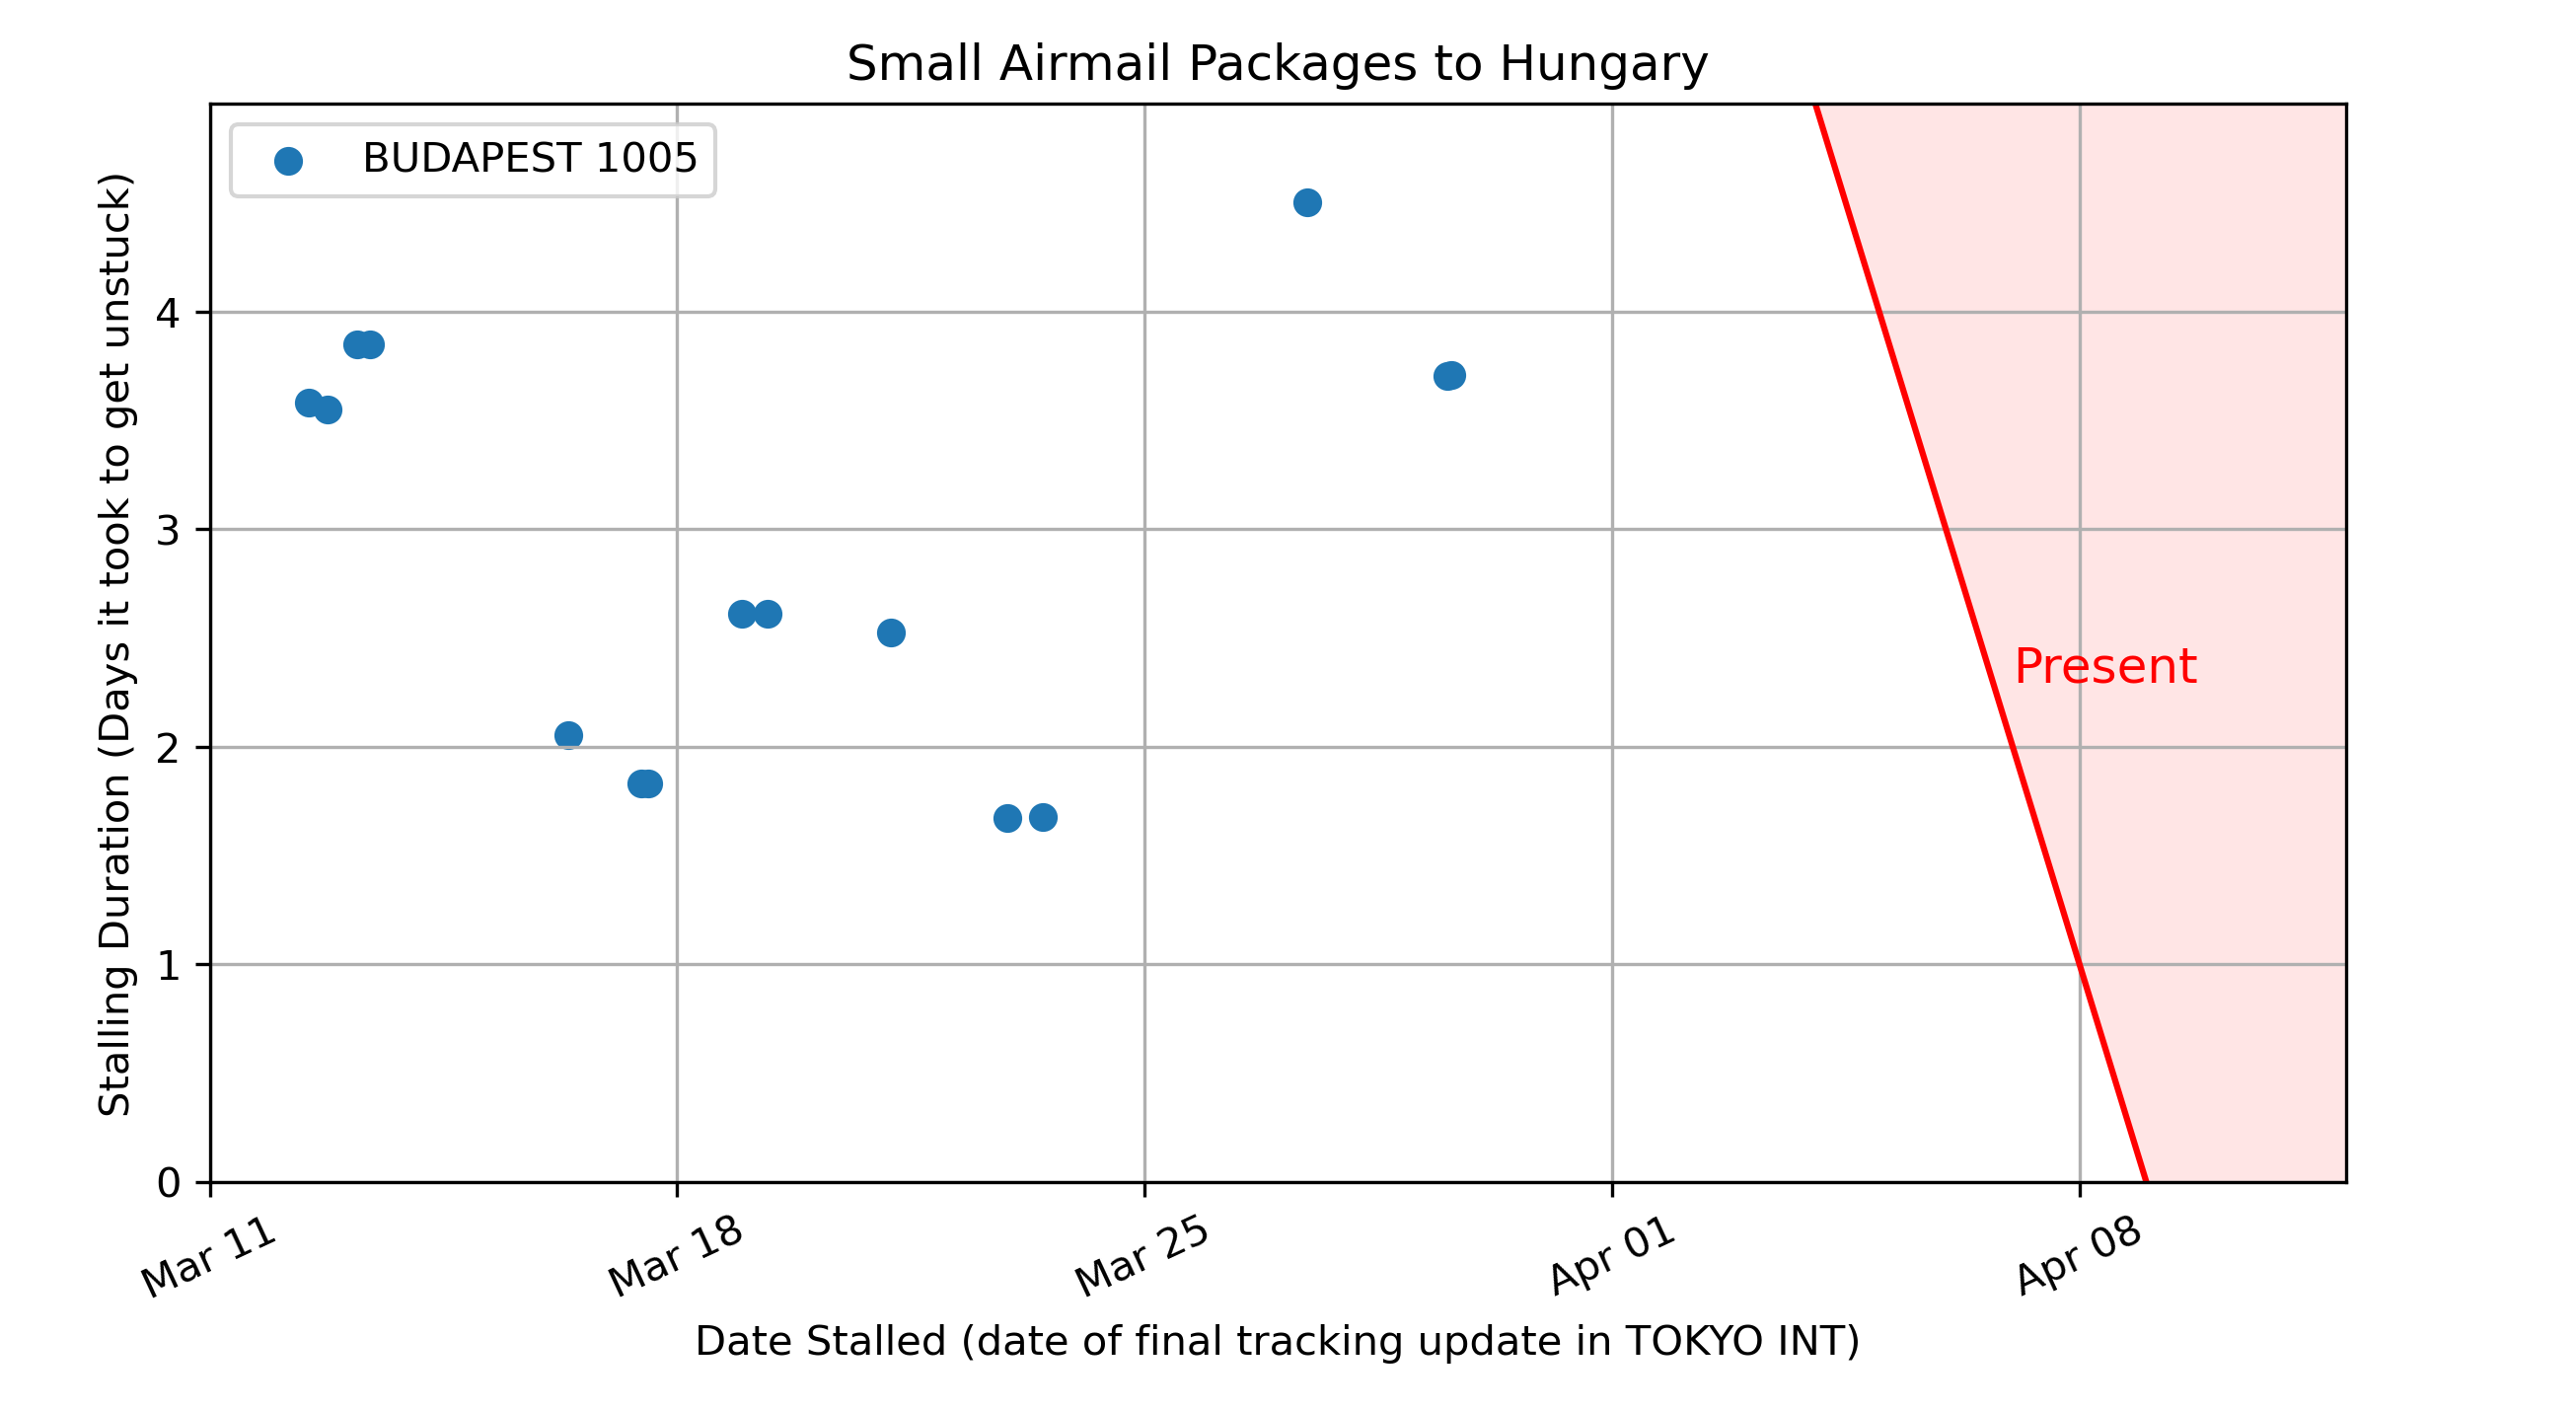 Small Airmail Packages to Hungary
BUDAPEST 1005
Stalling Duration (Days it took to get unstuck)
4
3
2
1
0
Present
Mar 11
Mar 18
Mar 25
Apr 01
Apr 08
Date Stalled (date of final tracking update in TOKYO INT)